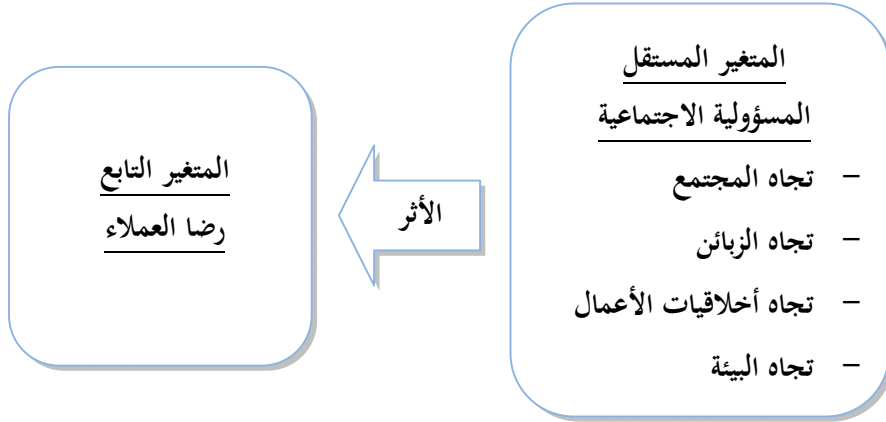 المتغير المستقل
المسؤولية الاجتماعية
– تجاه المجتمع
– تجاه الزبائن
– تجاه أخلاقيات الأعمال
– تجاه البيئة
الأثر
المتغير التابع
رضا العملاء